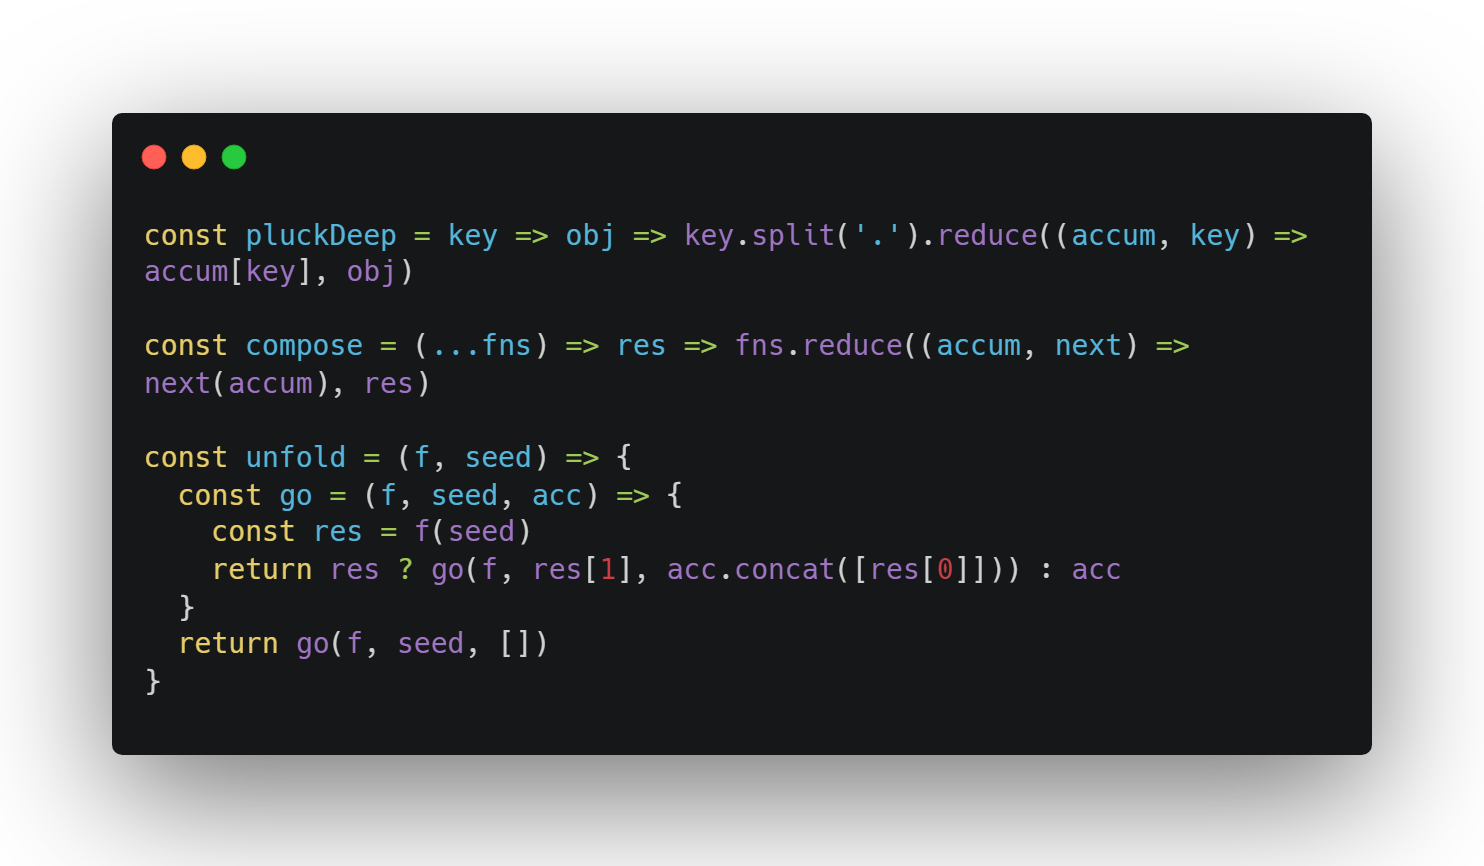 const pluckDeep = key => obj => key.split('.').reduce((accum, key) =>
accum[key], obj)

const compose = (...fns) => res => fns.reduce((accum, next) =>
next(accum), res)

const unfold = (f, seed) => {
  const go = (f, seed, acc) => {
    const res = f(seed)
    return res ? go(f, res[1], acc.concat([res[0]])) : acc
  }
  return go(f, seed, [])
}